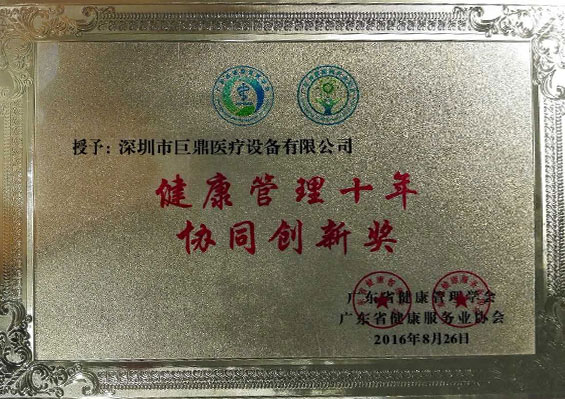 授予：深圳市巨鼎医疗设备有限公司
健康管理十年
协同创新奖
广东省健康管理学会
广东省健康服务业协会
2016年8月26日